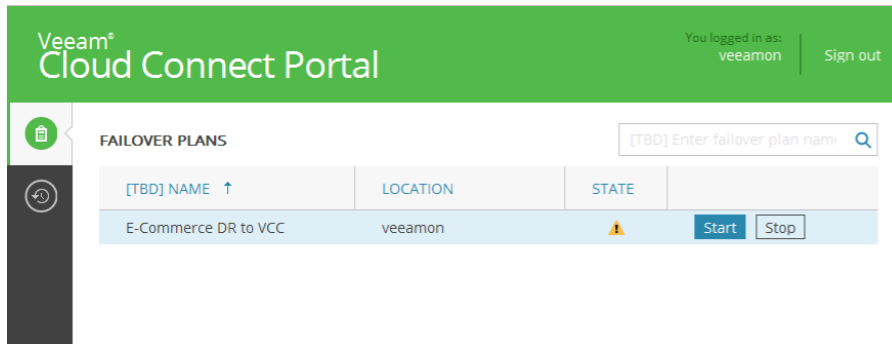 Veeam®
Cloud Connect Portal
You logged in as:
veeamon
Sign out
FAILOVER PLANS
[TBD] Enter failover plan nam
[TBD] NAME ↑ LOCATION STATE
E-Commerce DR to VCC veeamon Start Stop